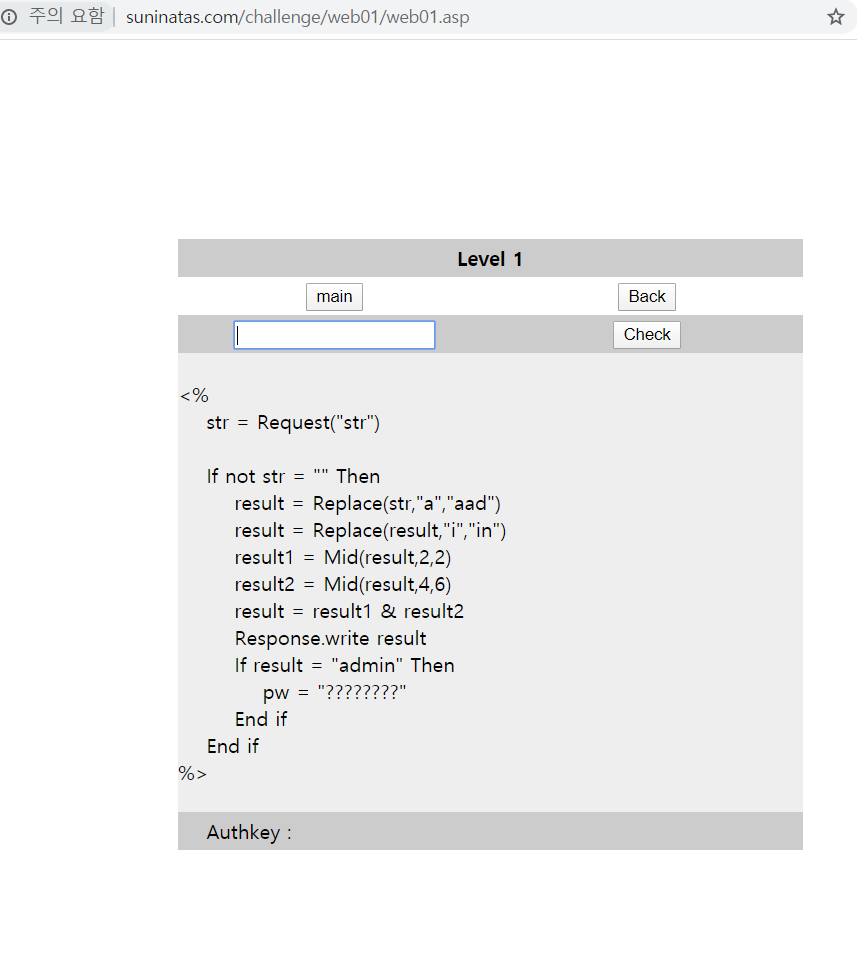 주의 요함 suninatas.com/challenge/web01/web01.asp
Level 1
main Back
Check
<%
str = Request("str")
If not str = "" Then
result = Replace(str,"a","aad")
result = Replace(result,"i","in")
result1 = Mid(result,2,2)
result2 = Mid(result,4,6)
result = result1 & result2
Response.write result
If result = "admin" Then
pw = "????????"
End if
End if
%>
Authkey :